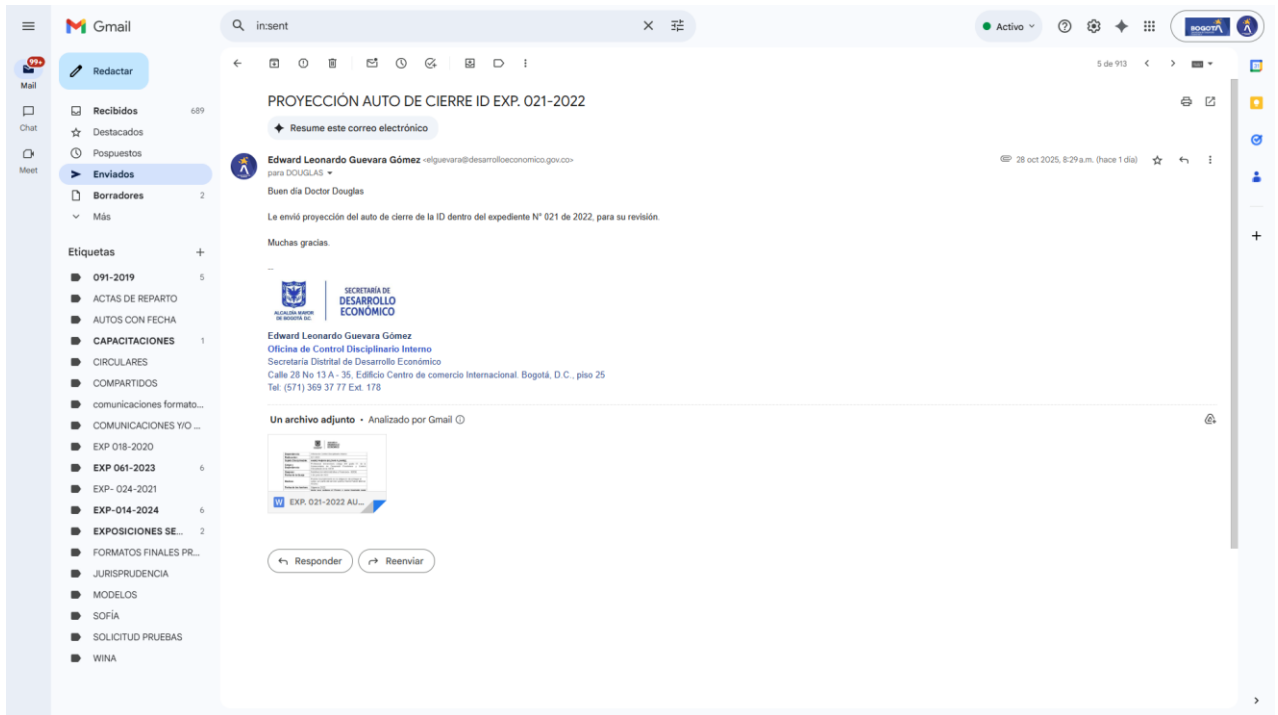 Gmail
in:sent
Activo
BOGOTÁ
99+
Mail
Chat
Meet
Redactar
Recibidos 689
Destacados
Pospuestos
Enviados
Borradores 2
Más
Etiquetas
091-2019 5
ACTAS DE REPARTO
AUTOS CON FECHA
CAPACITACIONES 1
CIRCULARES
COMPARTIDOS
comunicaciones formato...
COMUNICACIONES Y/O ...
EXP 018-2020
EXP 061-2023 6
EXP- 024-2021
EXP-014-2024 6
EXPOSICIONES SE... 2
FORMATOS FINALES PR...
JURISPRUDENCIA
MODELOS
SOFÍA
SOLICITUD PRUEBAS
WINA
5 de 913
PROYECCIÓN AUTO DE CIERRE ID EXP. 021-2022
Resume este correo electrónico
Edward Leonardo Guevara Gómez <elguevara@desarrolloeconomico.gov.co>
28 oct 2025, 8:29 a.m. (hace 1 día)
para DOUGLAS
Buen día Doctor Douglas
Le envió proyección del auto de cierre de la ID dentro del expediente N° 021 de 2022, para su revisión.
Muchas gracias.
--
ALCALDÍA MAYOR
DE BOGOTÁ D.C.
SECRETARÍA DE
DESARROLLO
ECONÓMICO
Edward Leonardo Guevara Gómez
Oficina de Control Disciplinario Interno
Secretaría Distrital de Desarrollo Económico
Calle 28 No 13 A - 35, Edificio Centro de comercio Internacional. Bogotá, D.C., piso 25
Tel: (571) 369 37 77 Ext. 178
Un archivo adjunto • Analizado por Gmail
W EXP. 021-2022 AU...
Responder
Reenviar